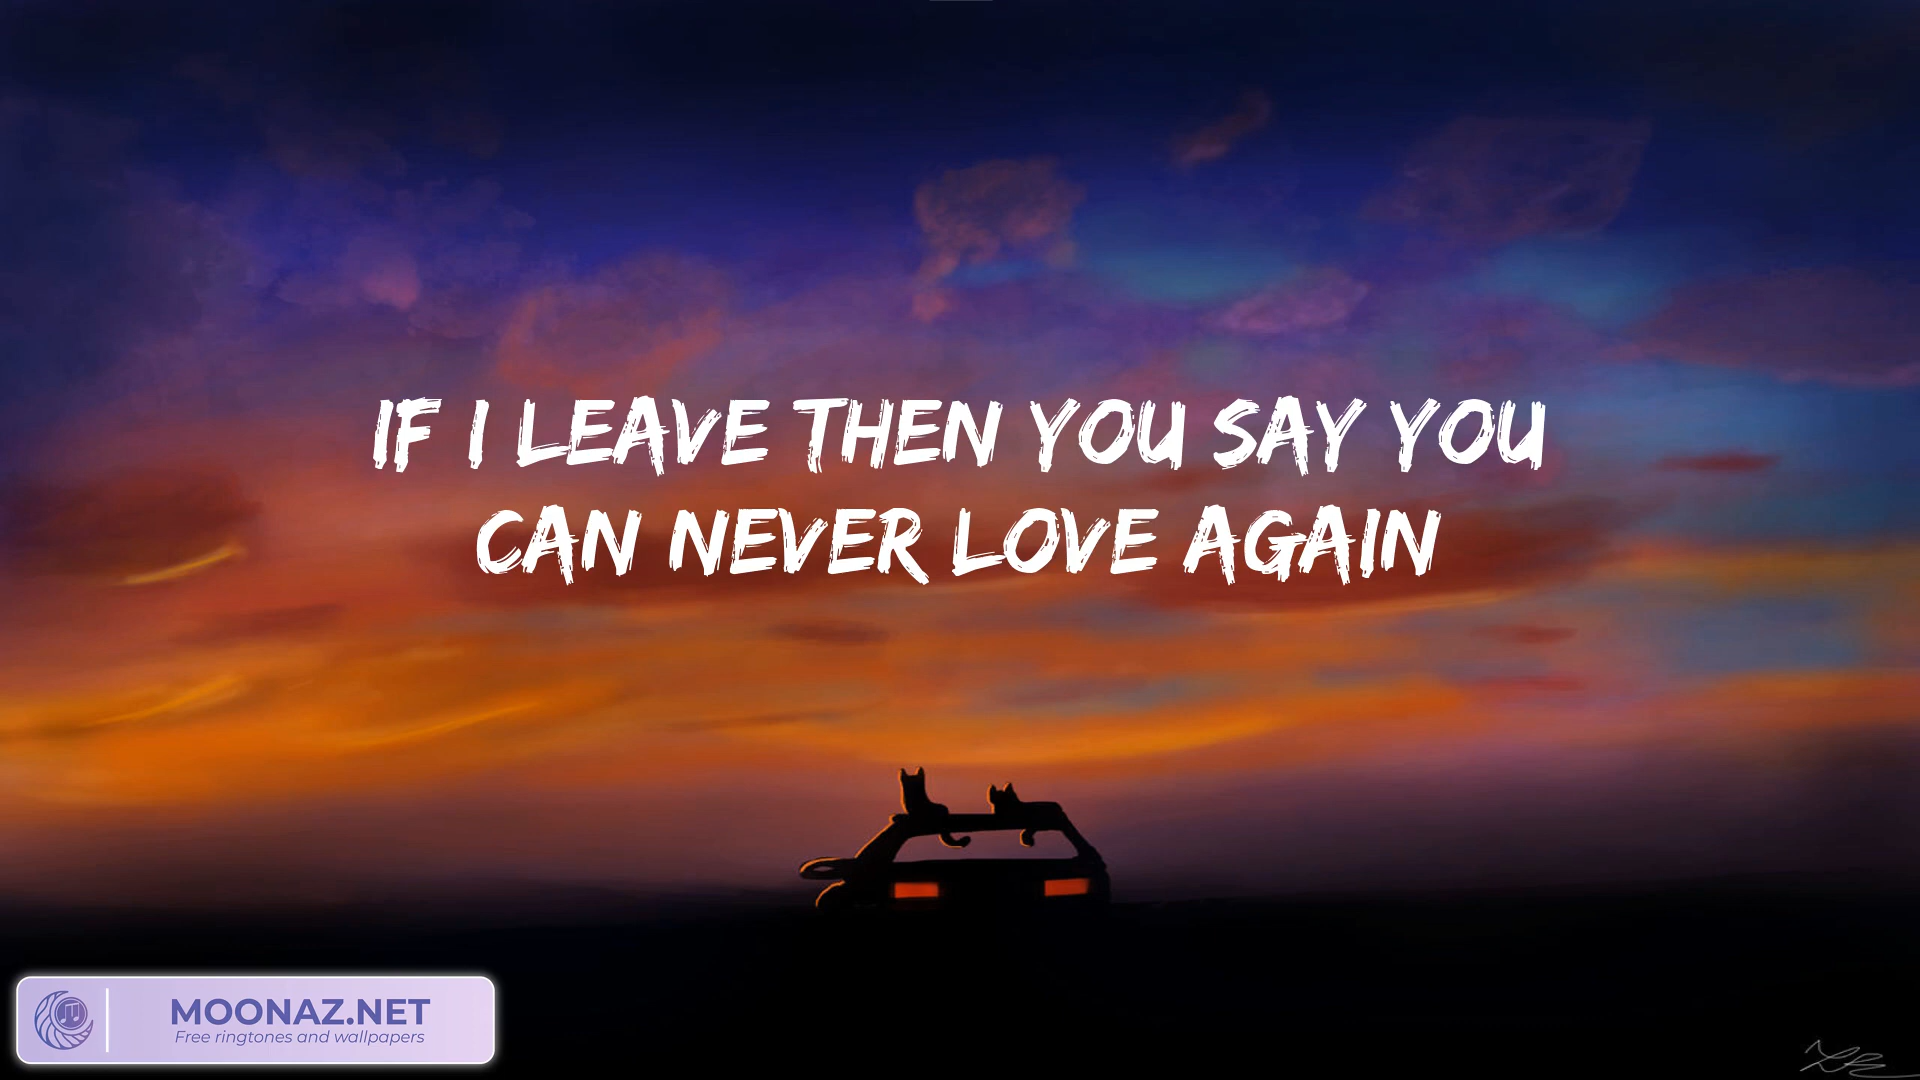 IF I LEAVE THEN YOU SAY YOU
CAN NEVER LOVE AGAIN
MOONAZ.NET
Free ringtones and wallpapers